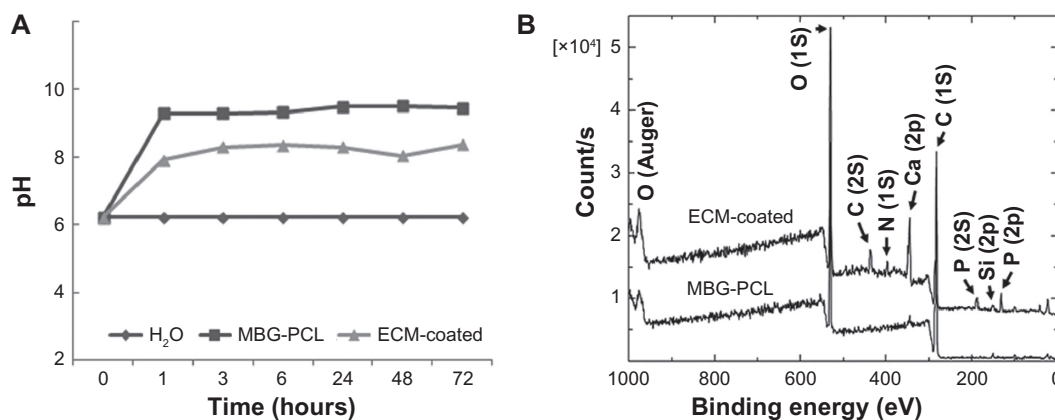 A
pH
10
8
6
4
2
H₂O
MBG-PCL
ECM-coated
0 1 3 6 24 48 72
Time (hours)
B
[×10⁴]
Count/s
5
4
3
2
1
O (Auger)
O (1S)
C (2S)
N (1S)
Ca (2p)
C (1S)
P (2S)
Si (2p)
P (2p)
ECM-coated
MBG-PCL
1000 800 600 400 200 0
Binding energy (eV)